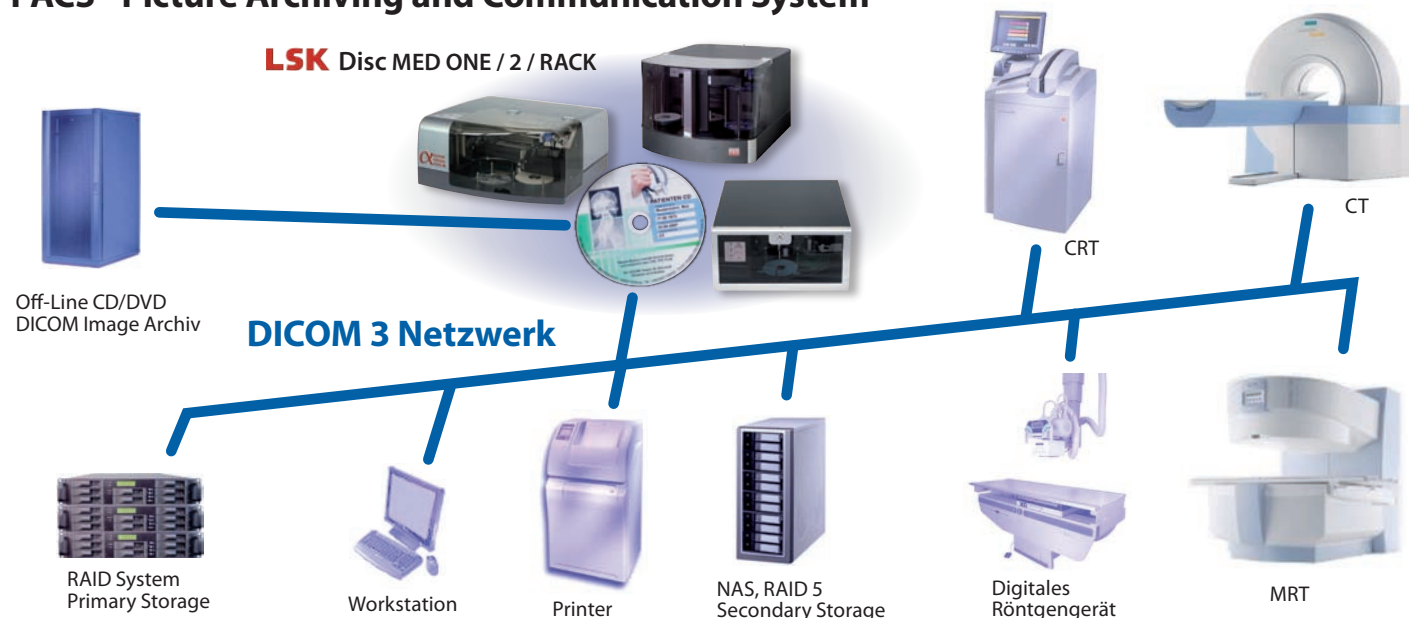 PACS - Picture Archiving and Communication System
LSK Disc MED ONE / 2 / RACK
CT
CRT
Off-Line CD/DVD
DICOM Image Archiv
PATIENTEN CD
DICOM 3 Netzwerk
RAID System
Primary Storage
Workstation
Printer
NAS, RAID 5
Secondary Storage
Digitales
Röntgengerät
MRT